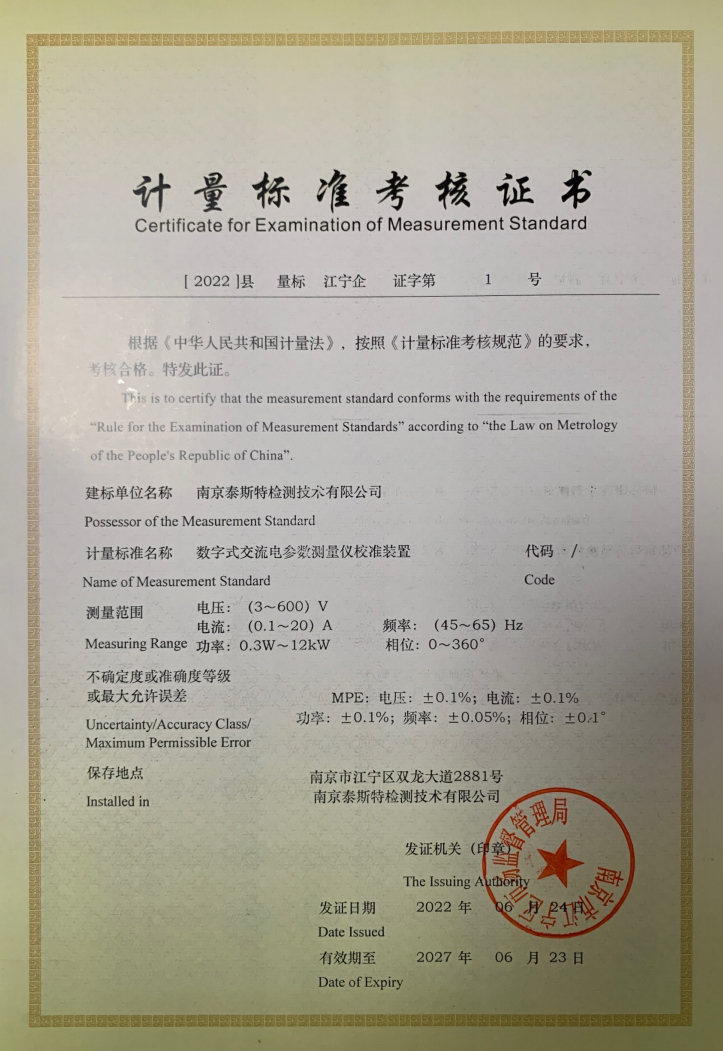 计量标准考核证书
Certificate for Examination of Measurement Standard
[ 2022 ]县 量标 江宁企 证字第 1 号
根据《中华人民共和国计量法》，按照《计量标准考核规范》的要求，
考核合格。特发此证。
This is to certify that the measurement standard conforms with the requirements of the
“Rule for the Examination of Measurement Standards” according to “the Law on Metrology
of the People's Republic of China”.
建标单位名称 南京泰斯特检测技术有限公司
Possessor of the Measurement Standard
计量标准名称 数字式交流电参数测量仪校准装置 代码 /
Name of Measurement Standard Code
测量范围 电压：（3～600）V
电流：（0.1～20）A 频率：（45～65）Hz
Measuring Range 功率：0.3W～12kW 相位：0～360°
不确定度或准确度等级
或最大允许误差
MPE：电压：±0.1%；电流：±0.1%
功率：±0.1%；频率：±0.05%；相位：±0.1°
Uncertainty/Accuracy Class/
Maximum Permissible Error
保存地点 南京市江宁区双龙大道2881号
Installed in 南京泰斯特检测技术有限公司
发证机关（印章）
The Issuing Authority
南京市江宁区市场监督管理局
发证日期 2022 年 06 月 24 日
Date Issued
有效期至 2027 年 06 月 23 日
Date of Expiry